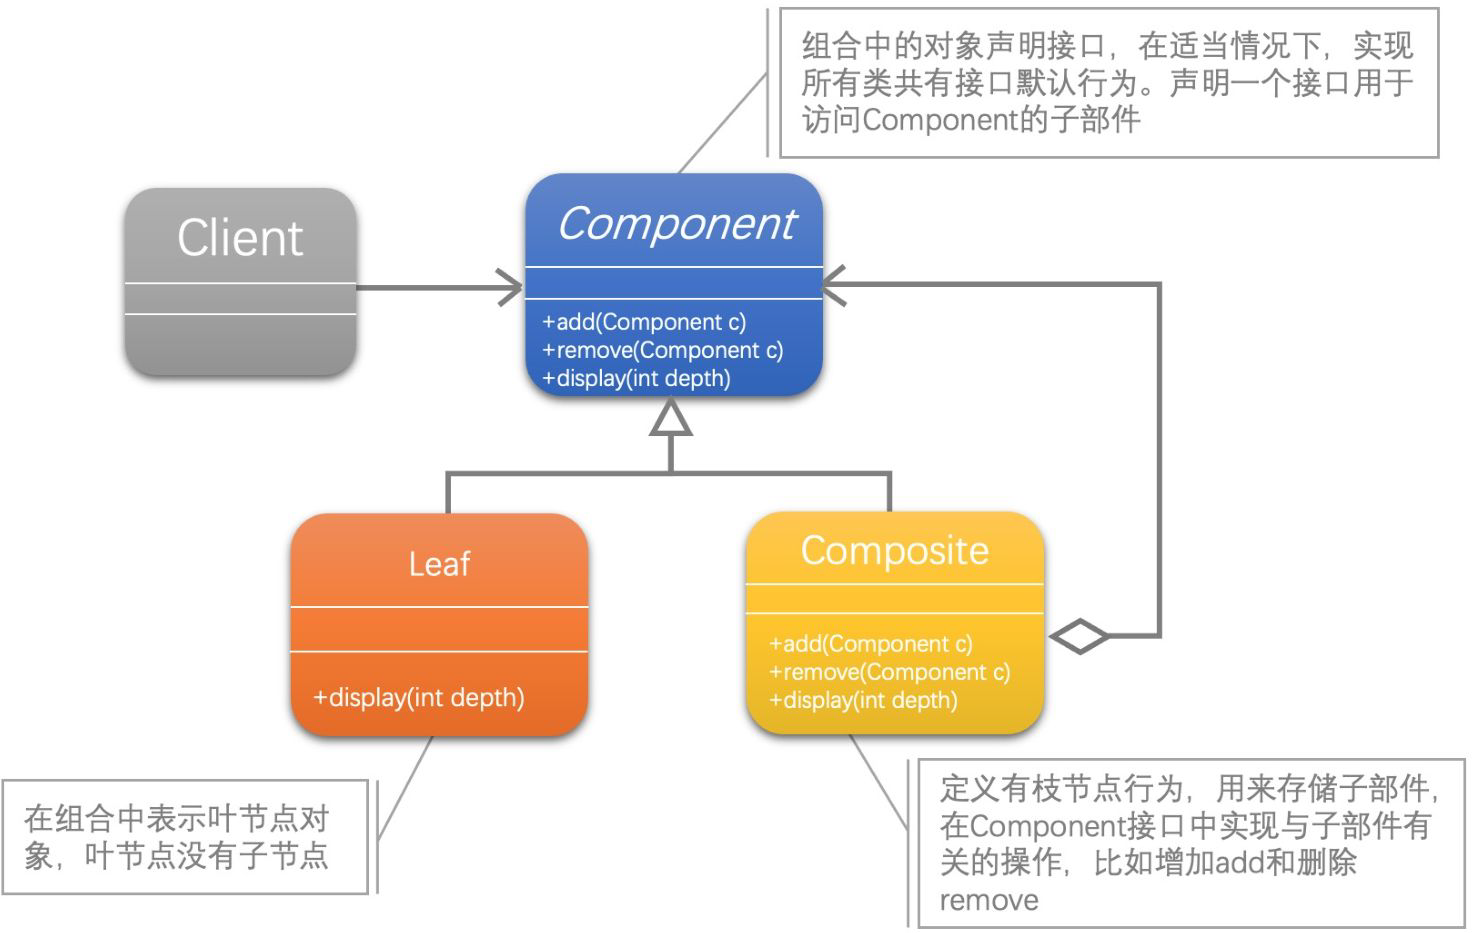 组合中的对象声明接口，在适当情况下，实现
所有类共有接口默认行为。声明一个接口用于
访问Component的子部件
Client
Component
+add(Component c)
+remove(Component c)
+display(int depth)
Leaf
+display(int depth)
Composite
+add(Component c)
+remove(Component c)
+display(int depth)
在组合中表示叶节点对
象，叶节点没有子节点
定义有枝节点行为，用来存储子部件，
在Component接口中实现与子部件有
关的操作，比如增加add和删除
remove